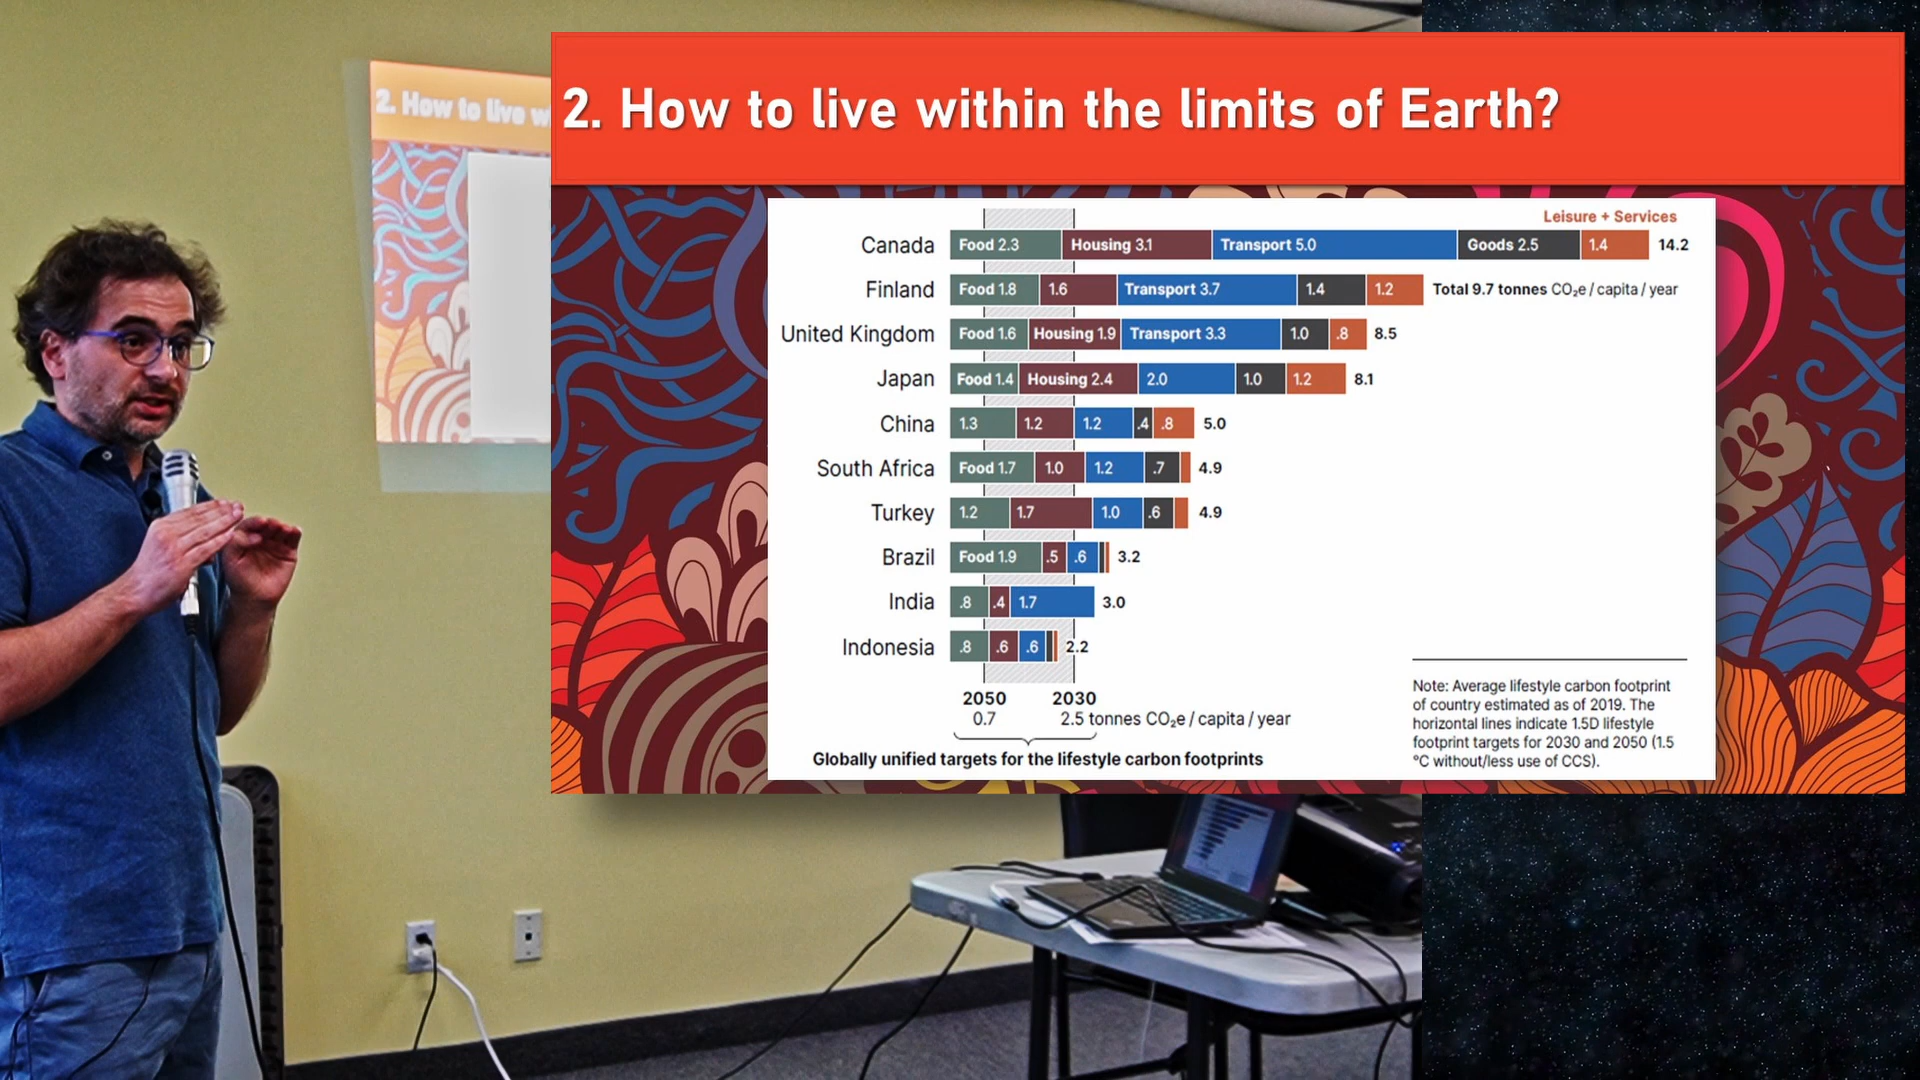 2. How to live w
2. How to live within the limits of Earth?
Leisure + Services
Canada Food 2.3 Housing 3.1 Transport 5.0 Goods 2.5 1.4 14.2
Finland Food 1.8 1.6 Transport 3.7 1.4 1.2 Total 9.7 tonnes CO₂e / capita / year
United Kingdom Food 1.6 Housing 1.9 Transport 3.3 1.0 .8 8.5
Japan Food 1.4 Housing 2.4 2.0 1.0 1.2 8.1
China 1.3 1.2 1.2 .4 .8 5.0
South Africa Food 1.7 1.0 1.2 .7 4.9
Turkey 1.2 1.7 1.0 .6 4.9
Brazil Food 1.9 .5 .6 3.2
India .8 .4 1.7 3.0
Indonesia .8 .6 .6 2.2
2050 2030
0.7 2.5 tonnes CO₂e / capita / year
Globally unified targets for the lifestyle carbon footprints
Note: Average lifestyle carbon footprint
of country estimated as of 2019. The
horizontal lines indicate 1.5D lifestyle
footprint targets for 2030 and 2050 (1.5
°C without/less use of CCS).